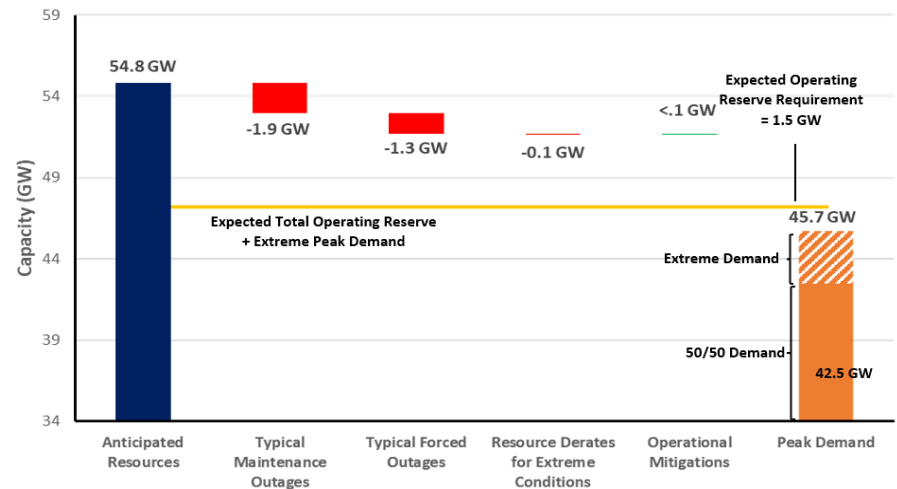 59
54.8 GW
Expected Operating
Reserve Requirement
= 1.5 GW
54
<.1 GW
-1.9 GW
-1.3 GW
-0.1 GW
49
Capacity (GW)
Expected Total Operating Reserve
+ Extreme Peak Demand
45.7 GW
44
Extreme Demand
39
50/50 Demand
42.5 GW
34
Anticipated
Resources
Typical
Maintenance
Outages
Typical Forced
Outages
Resource Derates
for Extreme
Conditions
Operational
Mitigations
Peak Demand